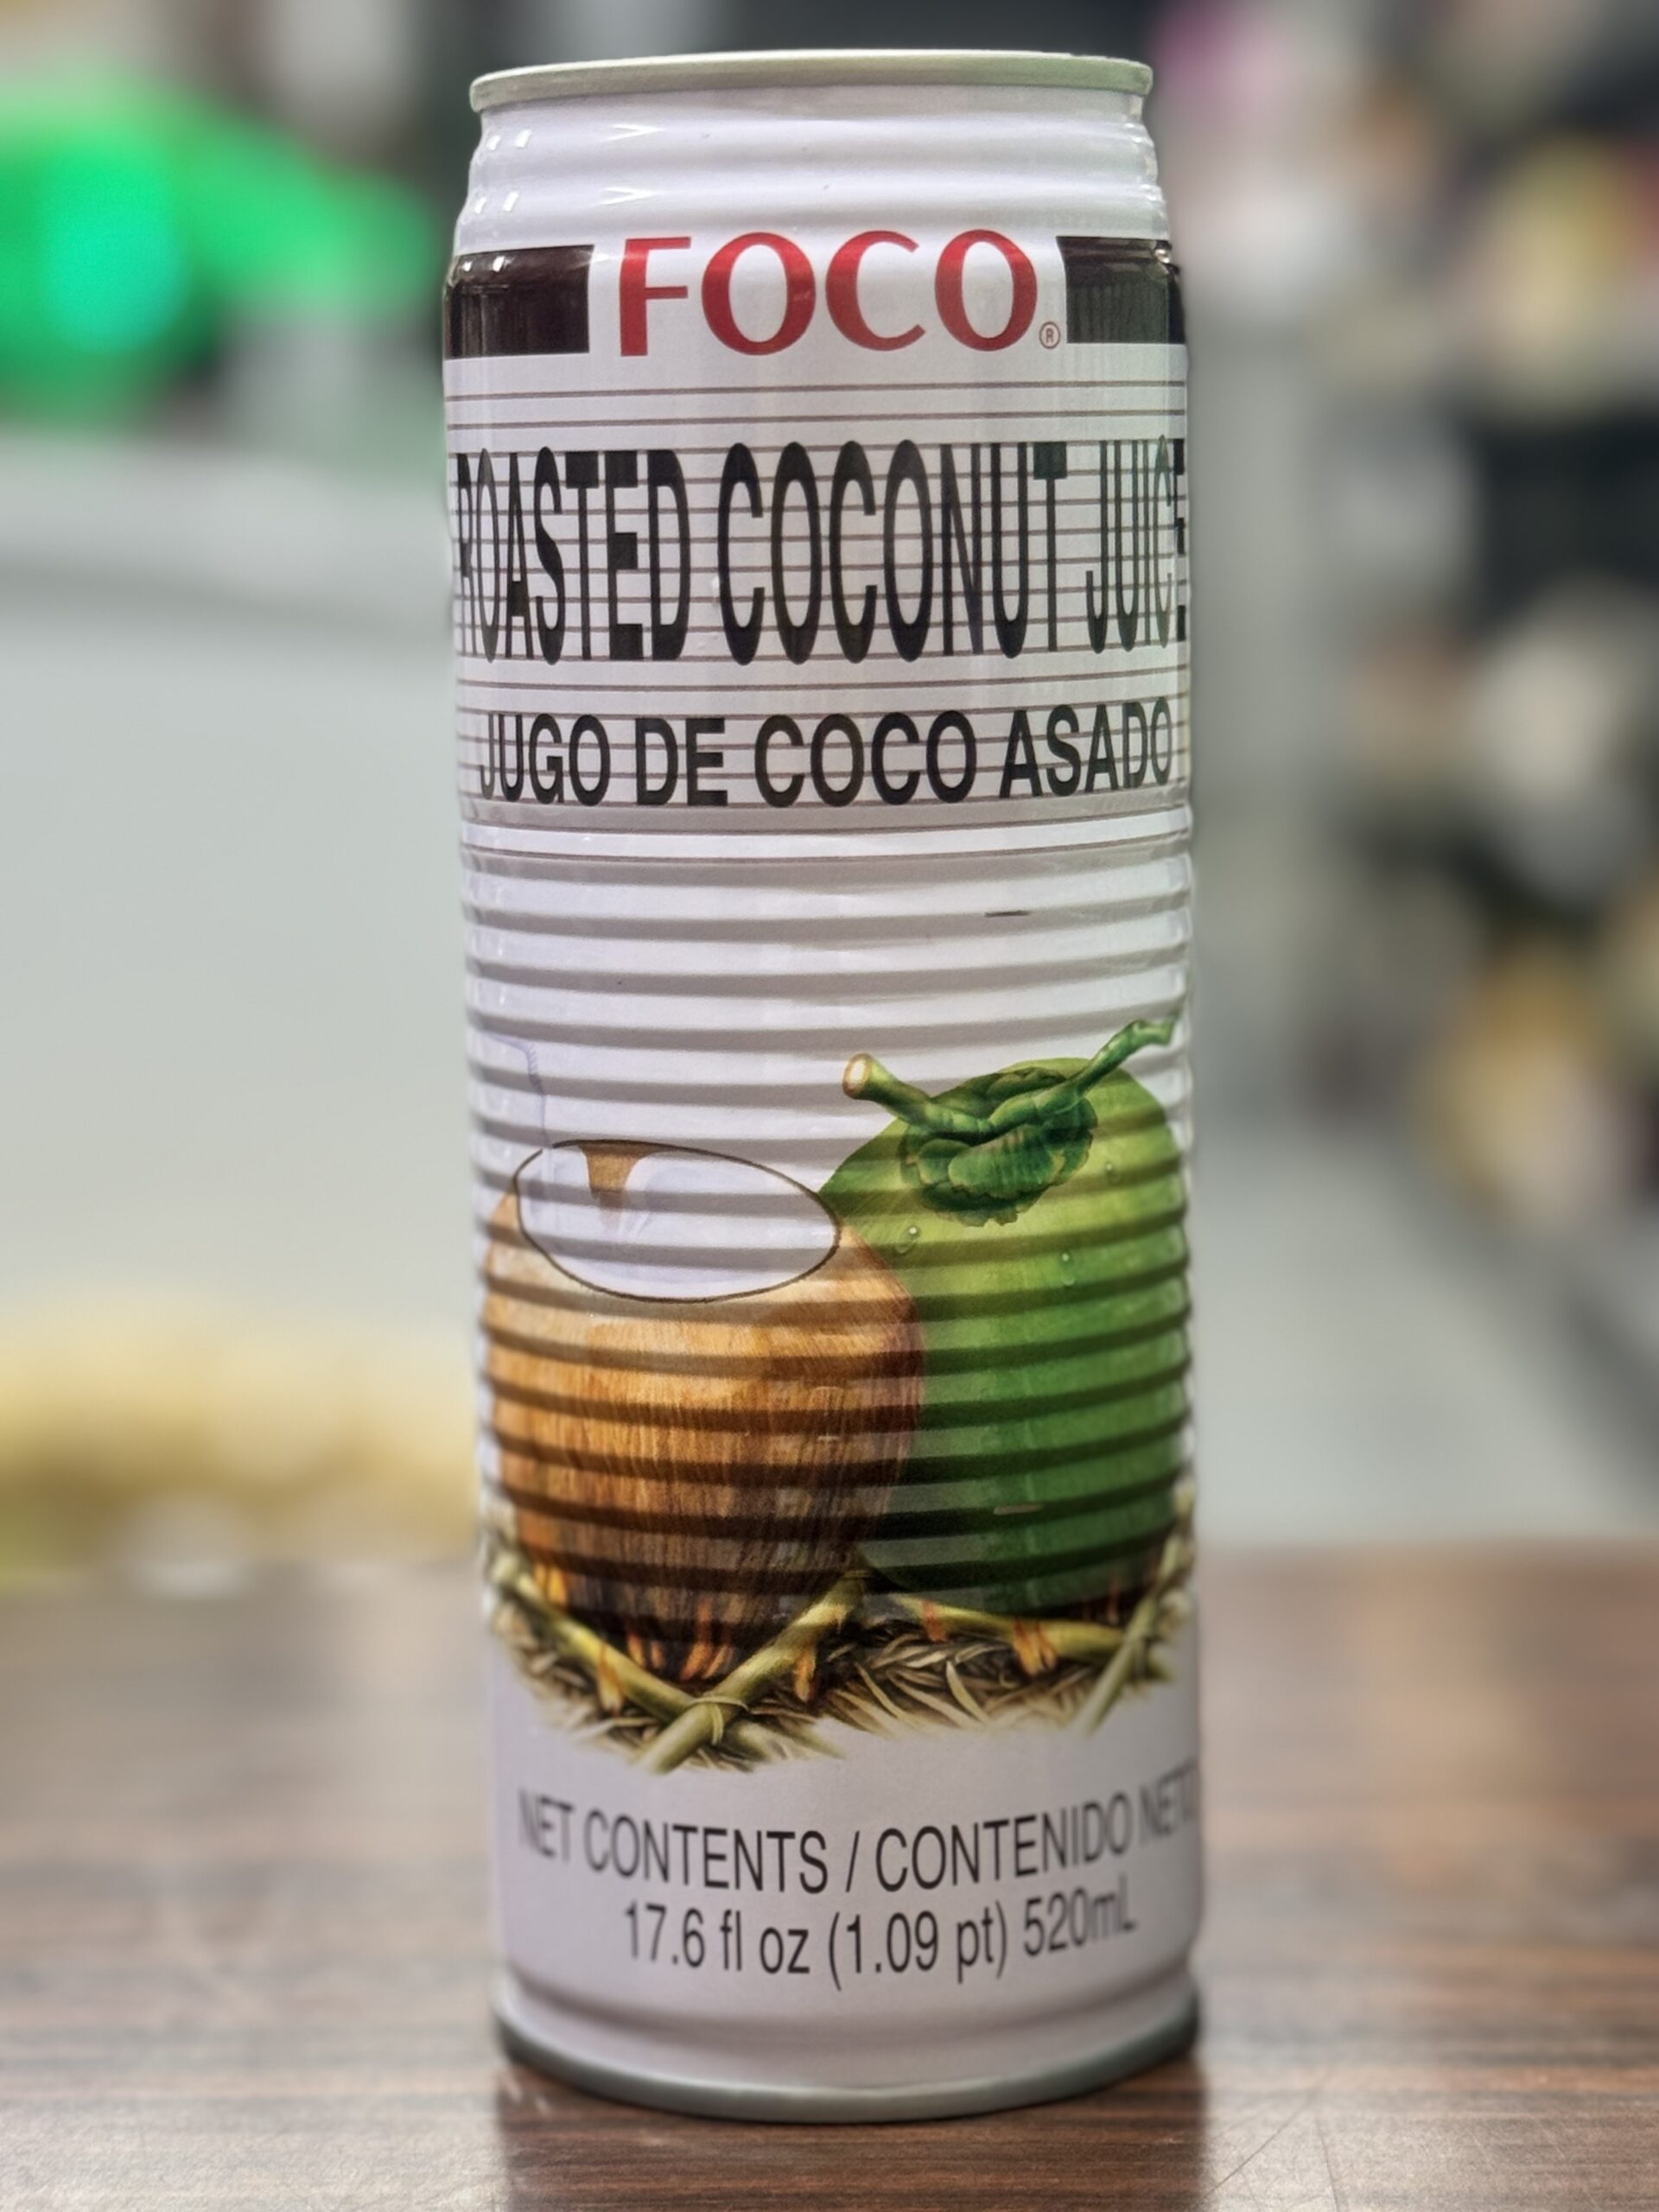 FOCO®
ROASTED COCONUT JUICE
JUGO DE COCO ASADO
NET CONTENTS / CONTENIDO NETO
17.6 fl oz (1.09 pt) 520mL